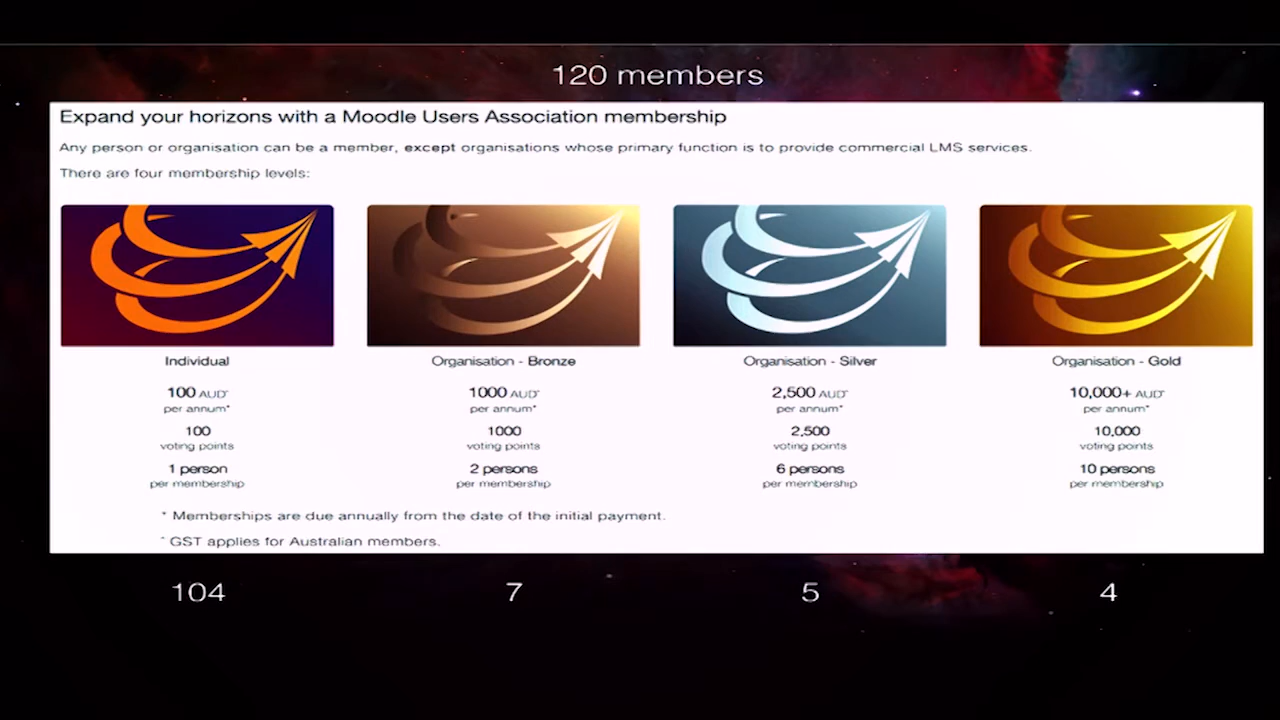 120 members
Expand your horizons with a Moodle Users Association membership
Any person or organisation can be a member, except organisations whose primary function is to provide commercial LMS services.
There are four membership levels:
Individual Organisation - Bronze Organisation - Silver Organisation - Gold
100 AUD^ 1000 AUD^ 2,500 AUD^ 10,000+ AUD^
per annum* per annum* per annum* per annum*
100 1000 2,500 10,000
voting points voting points voting points voting points
1 person 2 persons 6 persons 10 persons
per membership per membership per membership per membership
* Memberships are due annually from the date of the initial payment.
^ GST applies for Australian members.
104 7 5 4